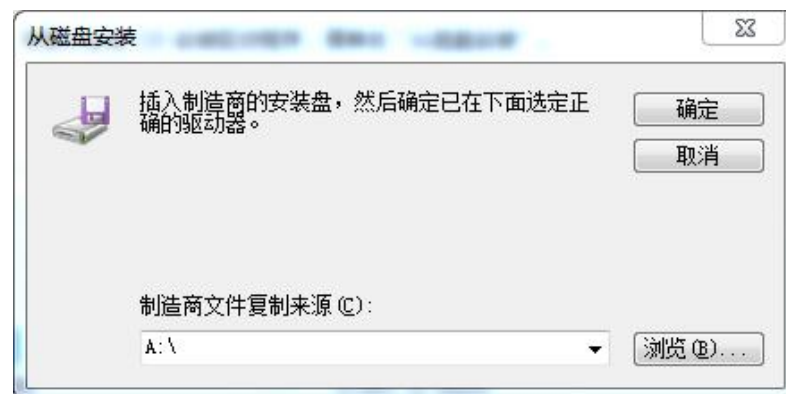 从磁盘安装
插入制造商的安装盘，然后确定已在下面选定正
确的驱动器。
确定
取消
制造商文件复制来源(C):
A:\
浏览(B)...